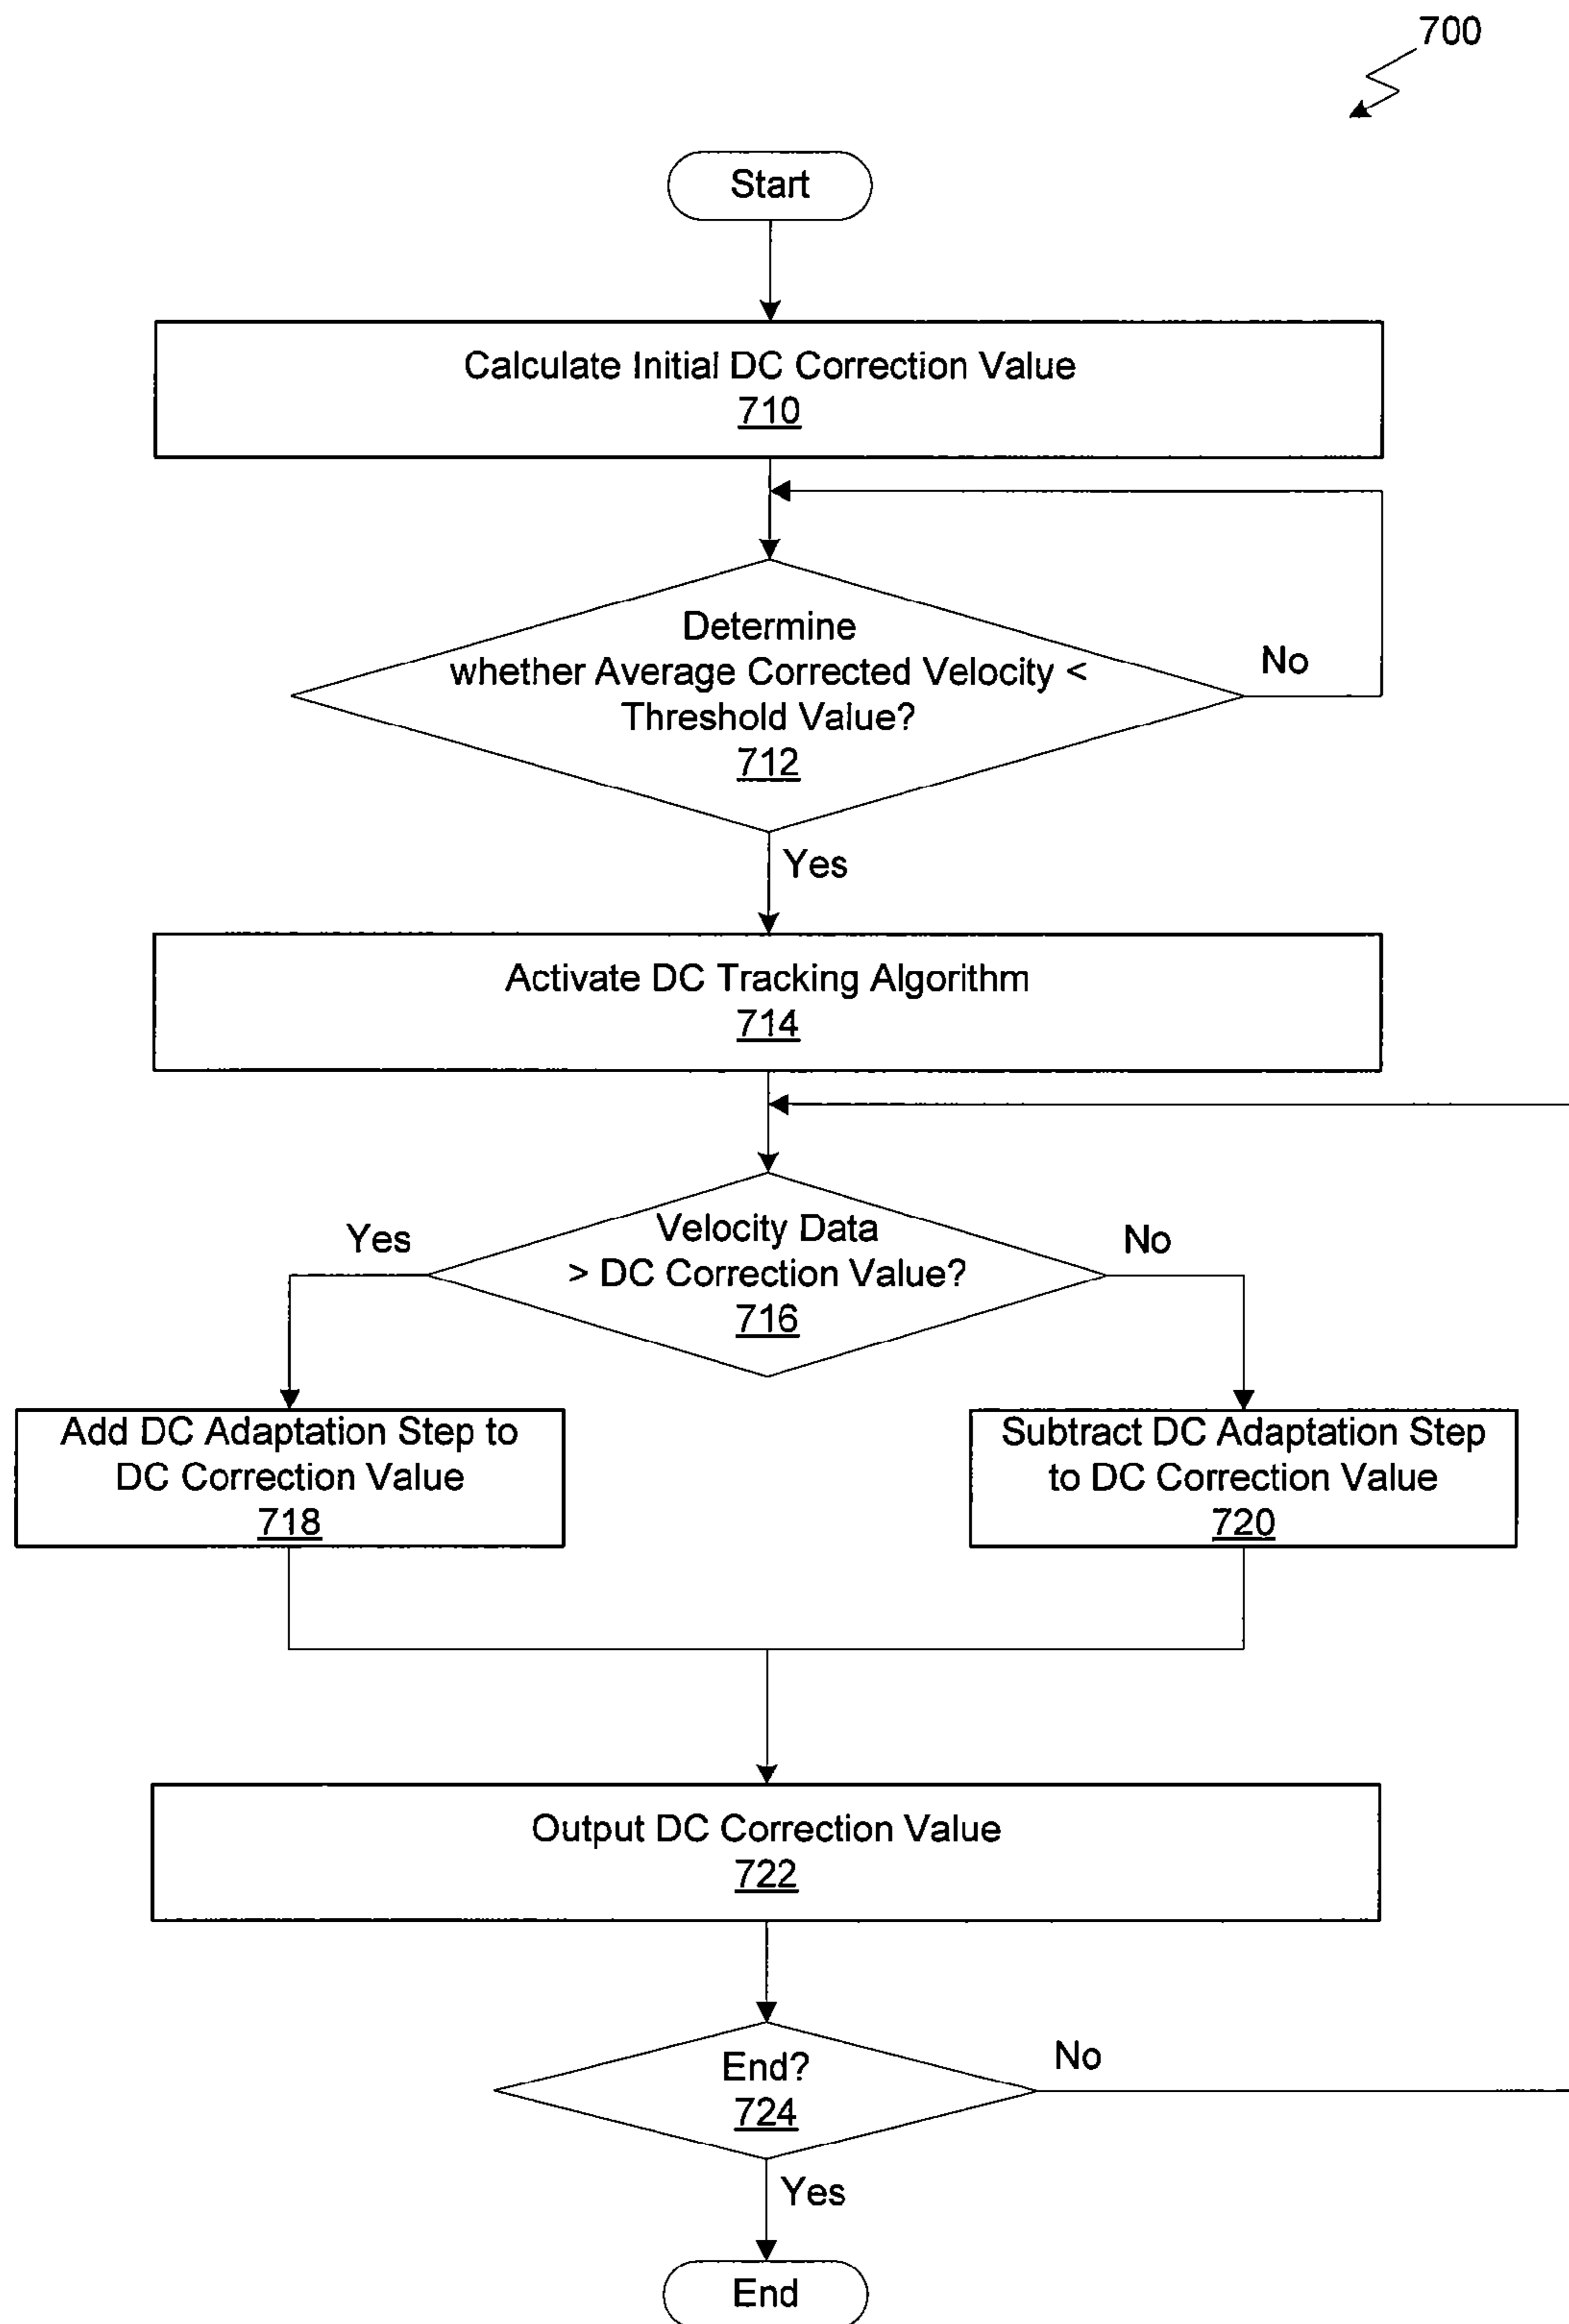 700
Start
Calculate Initial DC Correction Value
710
Determine
whether Average Corrected Velocity <
Threshold Value?
712
No
Yes
Activate DC Tracking Algorithm
714
Velocity Data
> DC Correction Value?
716
Yes
No
Add DC Adaptation Step to
DC Correction Value
718
Subtract DC Adaptation Step
to DC Correction Value
720
Output DC Correction Value
722
End?
724
No
Yes
End